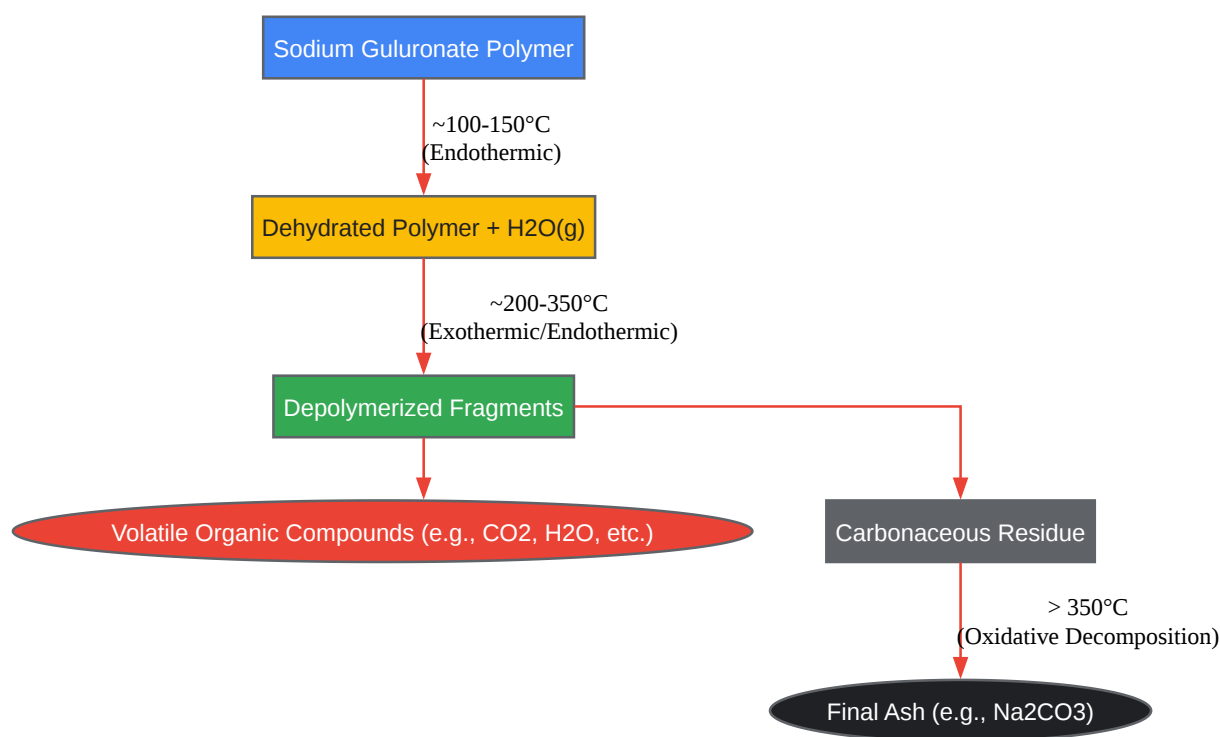 Sodium Guluronate Polymer
~100-150°C
(Endothermic)
Dehydrated Polymer + H2O(g)
~200-350°C
(Exothermic/Endothermic)
Depolymerized Fragments
Volatile Organic Compounds (e.g., CO2, H2O, etc.)
Carbonaceous Residue
> 350°C
(Oxidative Decomposition)
Final Ash (e.g., Na2CO3)